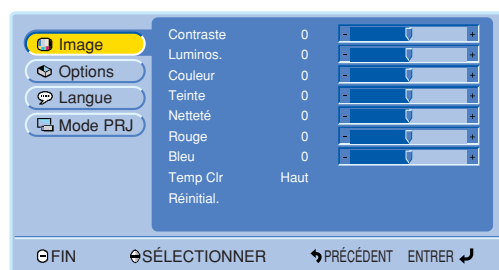 Image
Options
Langue
Mode PRJ
Contraste 0 - +
Luminos. 0 - +
Couleur 0 - +
Teinte 0 - +
Netteté 0 - +
Rouge 0 - +
Bleu 0 - +
Temp Clr Haut
Réinitial.
FIN SÉLECTIONNER PRÉCÉDENT ENTRER